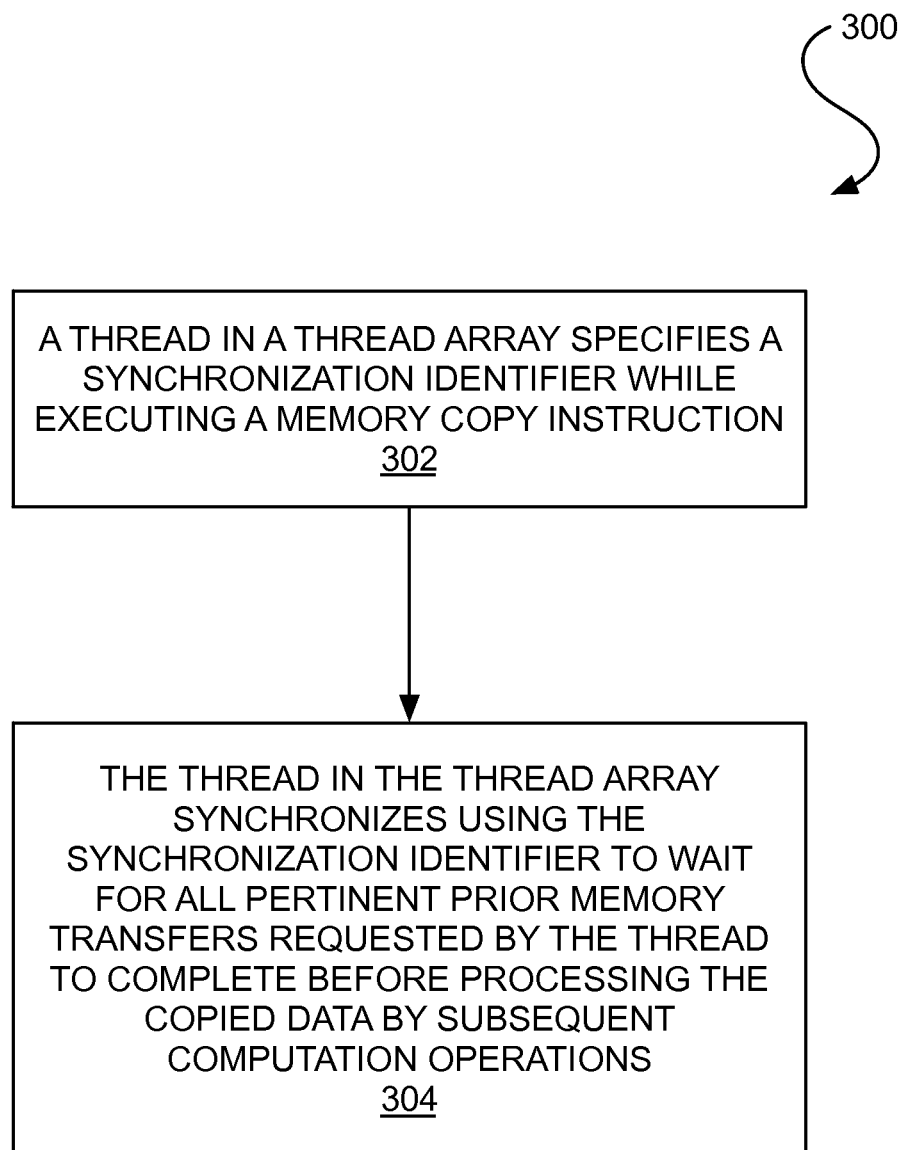 300
A THREAD IN A THREAD ARRAY SPECIFIES A
SYNCHRONIZATION IDENTIFIER WHILE
EXECUTING A MEMORY COPY INSTRUCTION
302
THE THREAD IN THE THREAD ARRAY
SYNCHRONIZES USING THE
SYNCHRONIZATION IDENTIFIER TO WAIT
FOR ALL PERTINENT PRIOR MEMORY
TRANSFERS REQUESTED BY THE THREAD
TO COMPLETE BEFORE PROCESSING THE
COPIED DATA BY SUBSEQUENT
COMPUTATION OPERATIONS
304